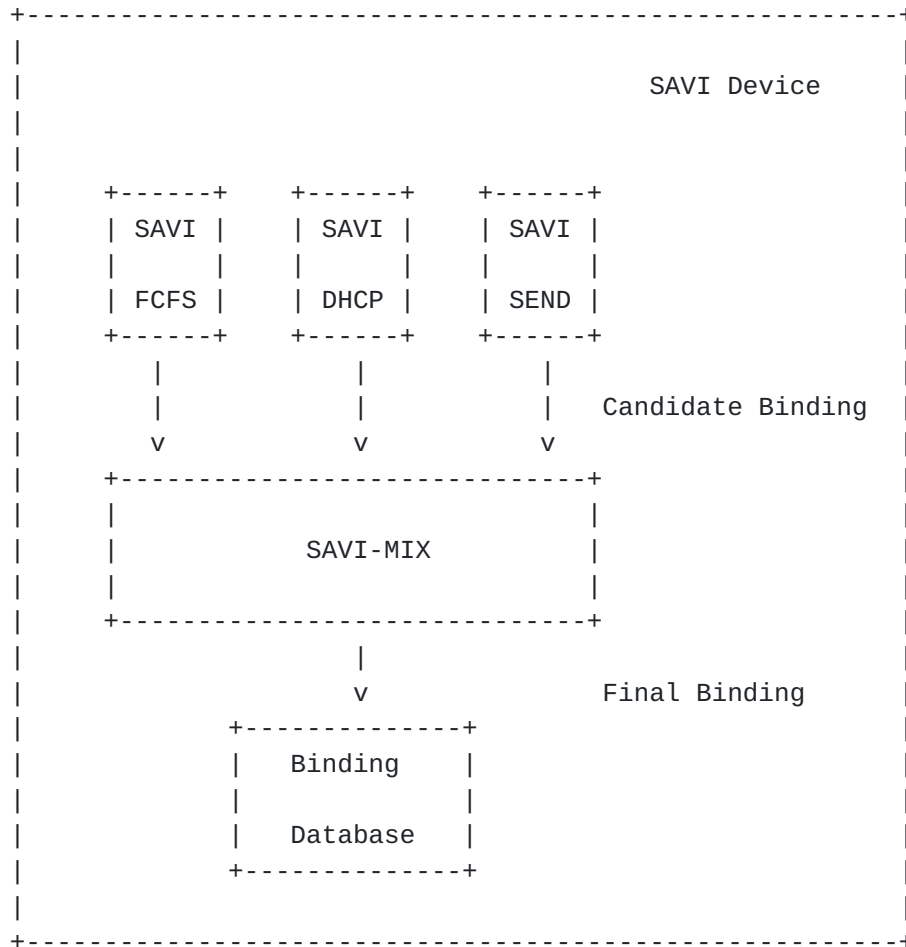 SAVI Device
SAVI SAVI SAVI
FCFS DHCP SEND
Candidate Binding
v v v
SAVI-MIX
v Final Binding
Binding
Database